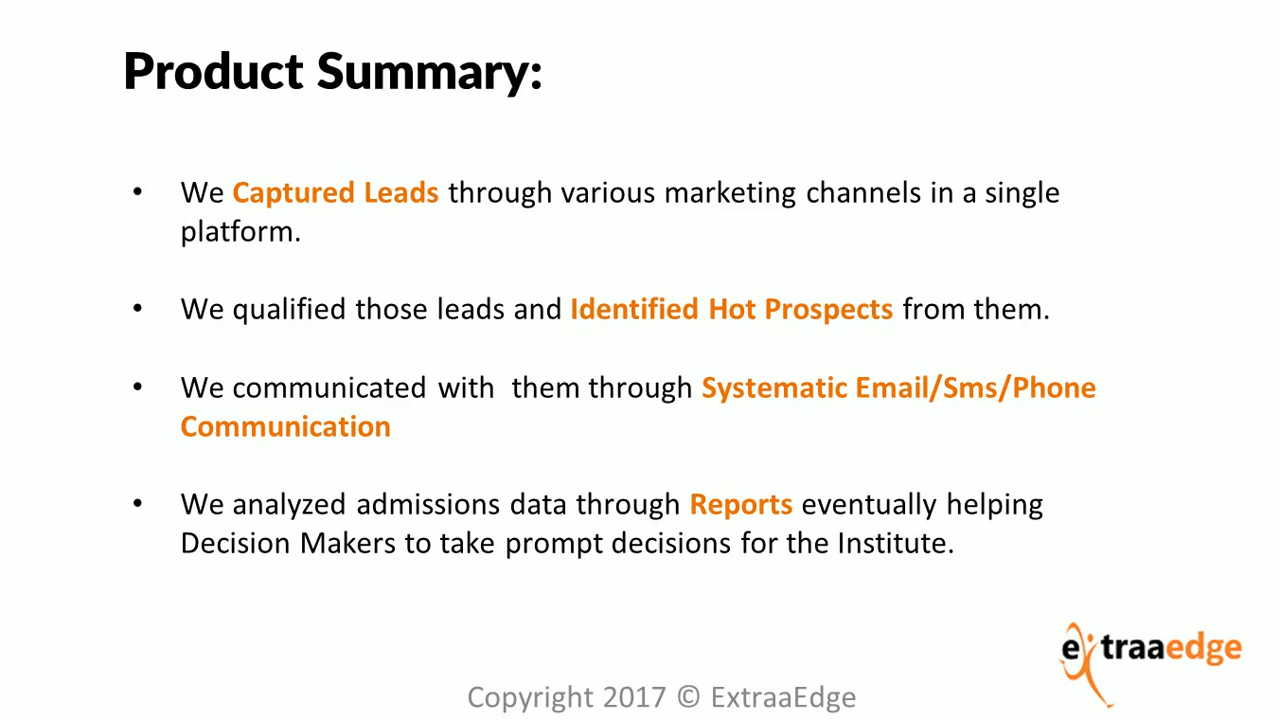 Product Summary:
• We Captured Leads through various marketing channels in a single
platform.
• We qualified those leads and Identified Hot Prospects from them.
• We communicated with  them through Systematic Email/Sms/Phone
Communication
• We analyzed admissions data through Reports eventually helping
Decision Makers to take prompt decisions for the Institute.
extraaedge
Copyright 2017 © ExtraaEdge